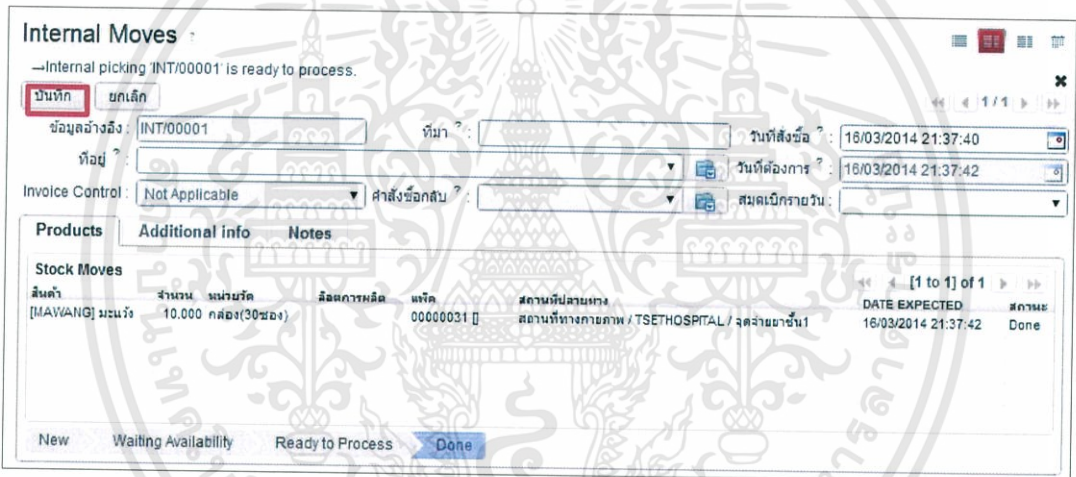 Internal Moves ?
→Internal picking 'INT/00001' is ready to process.
บันทึก ยกเลิก 1 / 1
ข้อมูลอ้างอิง : INT/00001 ที่มา ? : วันที่สั่งซื้อ ? : 16/03/2014 21:37:40
ที่อยู่ ? : วันที่ต้องการ ? : 16/03/2014 21:37:42
Invoice Control : Not Applicable คำสั่งซื้อกลับ ? : สมุดเบิกรายวัน :
Products Additional info Notes
Stock Moves [1 to 1] of 1
สินค้า จำนวน หน่วยวัด ล็อตการผลิต แพ็ค สถานที่ปลายทาง DATE EXPECTED สถานะ
[MAWANG] มะแว้ง 10.000 กล่อง(30ซอง) 00000031 [] สถานที่ทางกายภาพ / TSETHOSPITAL / จุดจ่ายยาชั้น1 16/03/2014 21:37:42 Done
New Waiting Availability Ready to Process Done